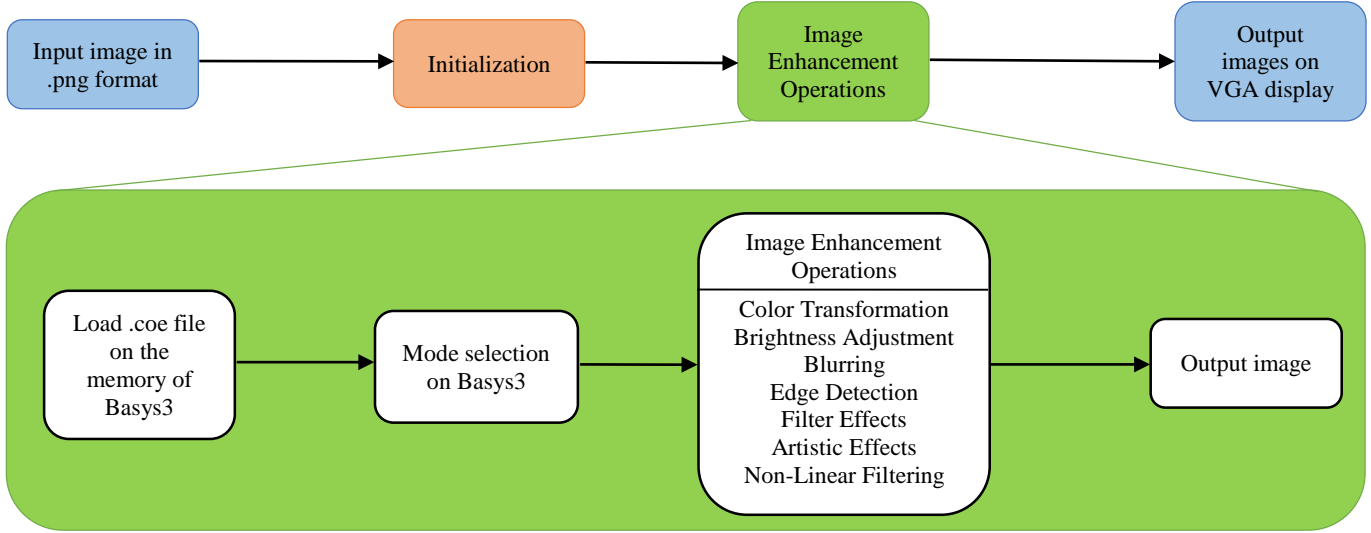 Input image in
.png format
Initialization
Image
Enhancement
Operations
Output
images on
VGA display
Load .coe file
on the
memory of
Basys3
Mode selection
on Basys3
Image Enhancement
Operations
Color Transformation
Brightness Adjustment
Blurring
Edge Detection
Filter Effects
Artistic Effects
Non-Linear Filtering
Output image